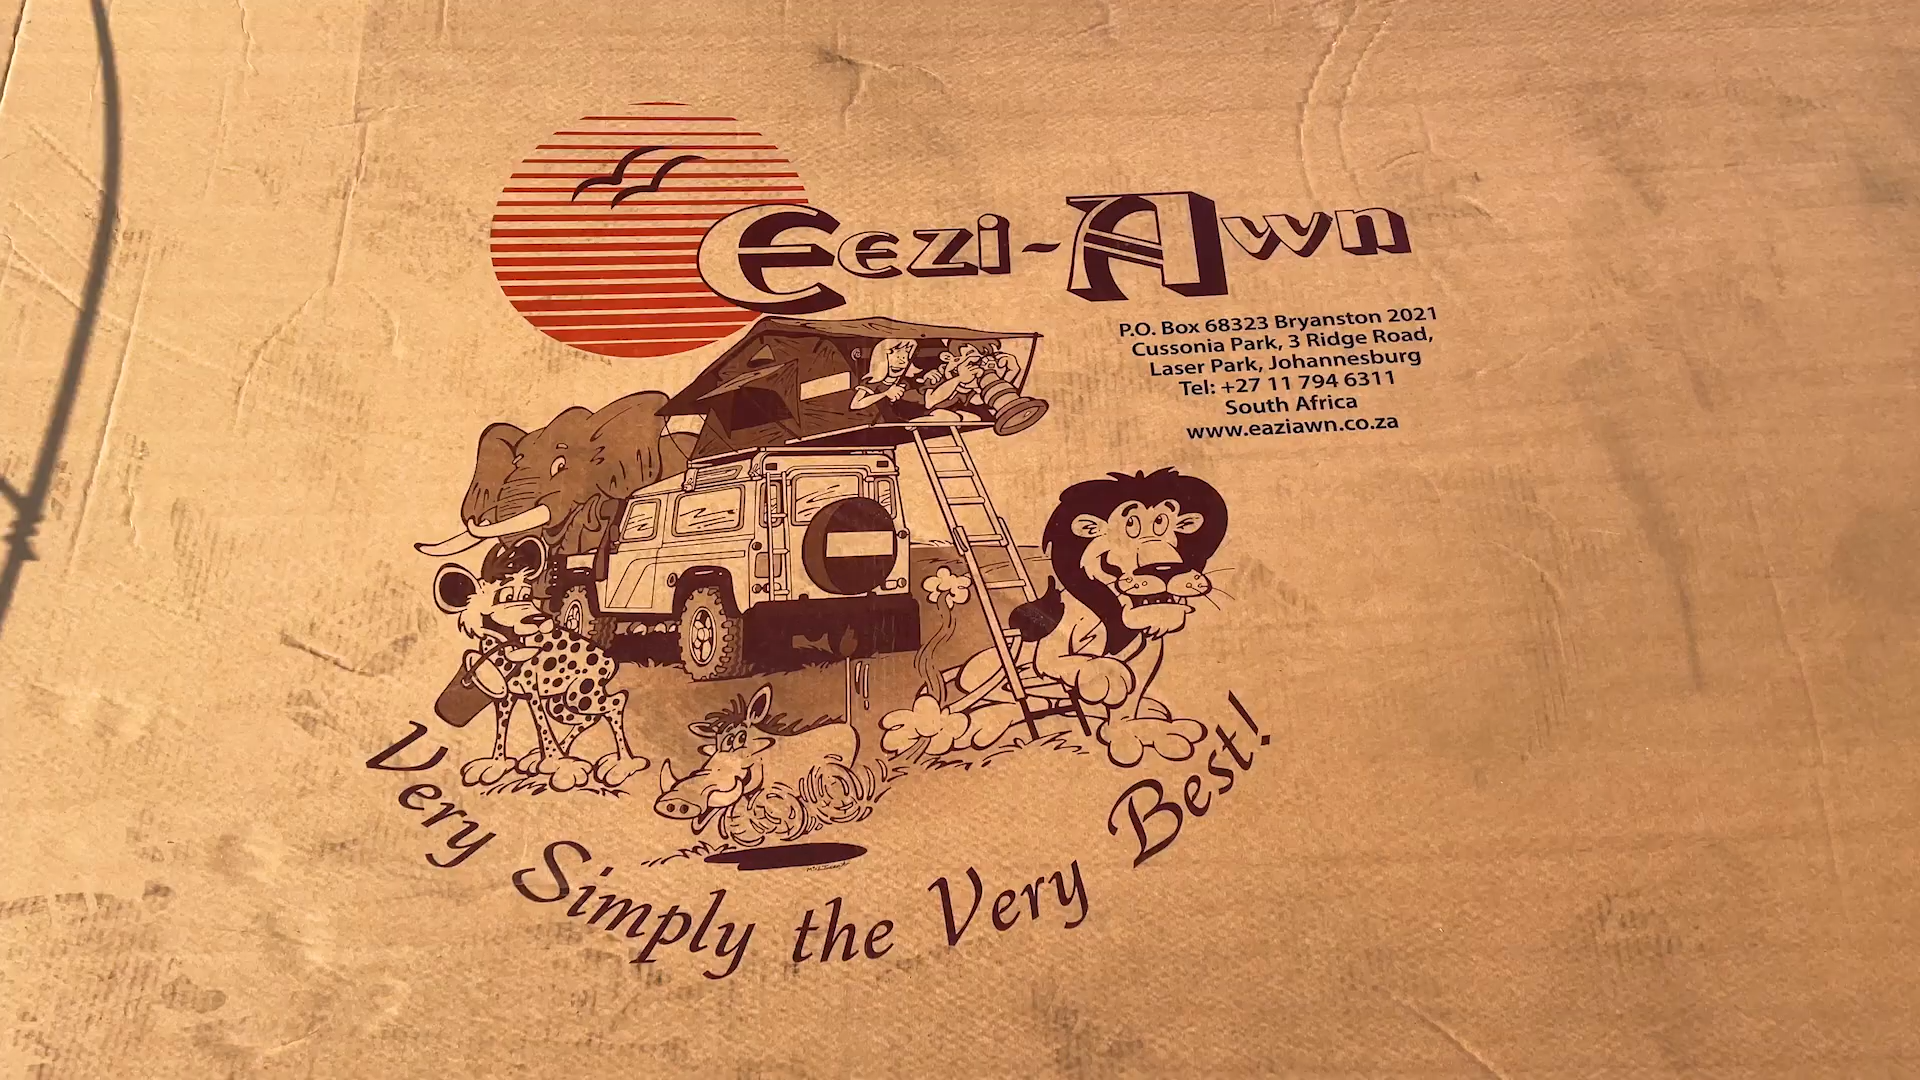 Eezi-Awn
P.O. Box 68323 Bryanston 2021
Cussonia Park, 3 Ridge Road,
Laser Park, Johannesburg
Tel: +27 11 794 6311
South Africa
www.eaziawn.co.za
Very Simply the Very Best!